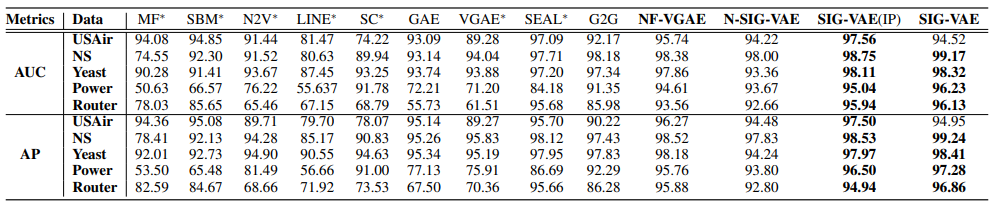 Metrics Data MF* SBM* N2V* LINE* SC* GAE VGAE* SEAL* G2G NF-VGAE N-SIG-VAE SIG-VAE(IP) SIG-VAE
USAir 94.08 94.85 91.44 81.47 74.22 93.09 89.28 97.09 92.17 95.74 94.22 97.56 94.52
NS 74.55 92.30 91.52 80.63 89.94 93.14 94.04 97.71 98.18 98.38 98.00 98.75 99.17
AUC Yeast 90.28 91.41 93.67 87.45 93.25 93.74 93.88 97.20 97.34 97.86 93.36 98.11 98.32
Power 50.63 66.57 76.22 55.637 91.78 72.21 71.20 84.18 91.35 94.61 93.67 95.04 96.23
Router 78.03 85.65 65.46 67.15 68.79 55.73 61.51 95.68 85.98 93.56 92.66 95.94 96.13
USAir 94.36 95.08 89.71 79.70 78.07 95.14 89.27 95.70 90.22 96.27 94.48 97.50 94.95
NS 78.41 92.13 94.28 85.17 90.83 95.26 95.83 98.12 97.43 98.52 97.83 98.53 99.24
AP Yeast 92.01 92.73 94.90 90.55 94.63 95.34 95.19 97.95 97.83 98.18 94.24 97.97 98.41
Power 53.50 65.48 81.49 56.66 91.00 77.13 75.91 86.69 92.29 95.76 93.80 96.50 97.28
Router 82.59 84.67 68.66 71.92 73.53 67.50 70.36 95.66 86.28 95.88 92.80 94.94 96.86